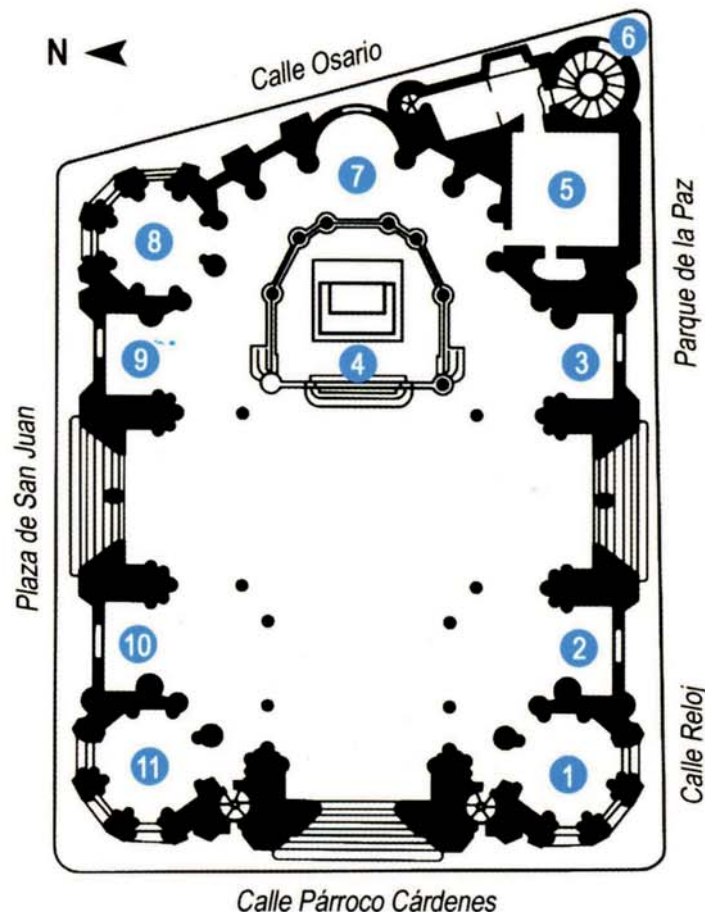 N
Calle Osario
6
7
5
8
Parque de la Paz
9
4
3
Plaza de San Juan
10
2
Calle Reloj
11
1
Calle Párroco Cárdenes